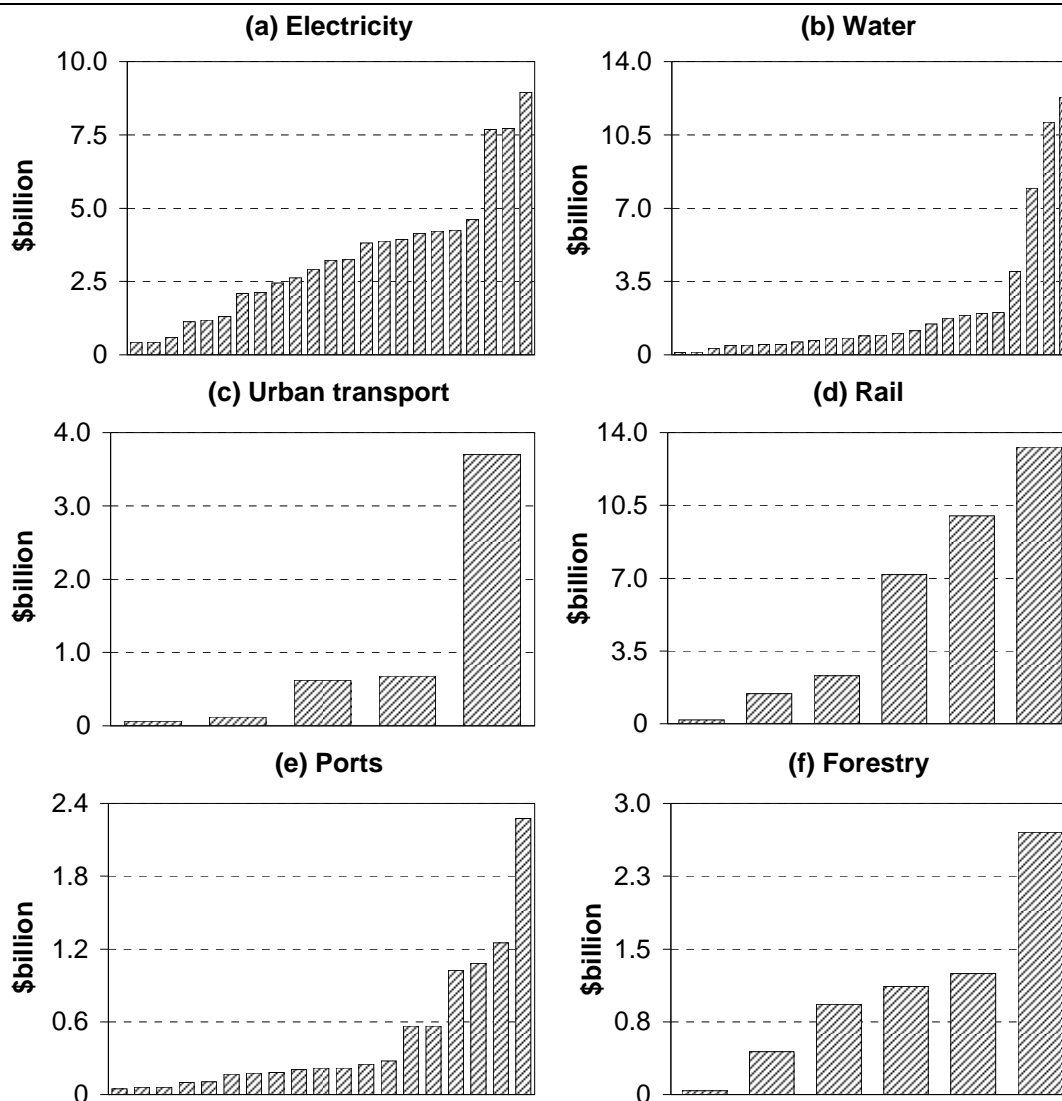 (a) Electricity
10.0
7.5
5.0
2.5
0
$billion
(b) Water
14.0
10.5
7.0
3.5
0
$billion
(c) Urban transport
4.0
3.0
2.0
1.0
0
$billion
(d) Rail
14.0
10.5
7.0
3.5
0
$billion
(e) Ports
2.4
1.8
1.2
0.6
0
$billion
(f) Forestry
3.0
2.3
1.5
0.8
0
$billion